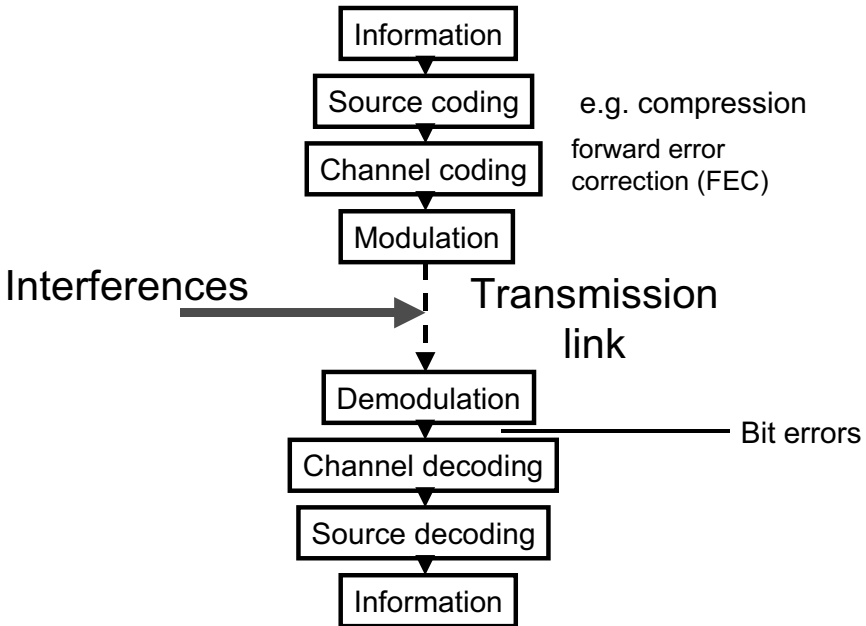 Information
Source coding
e.g. compression
Channel coding
forward error
correction (FEC)
Modulation
Interferences
Transmission
link
Demodulation
Bit errors
Channel decoding
Source decoding
Information